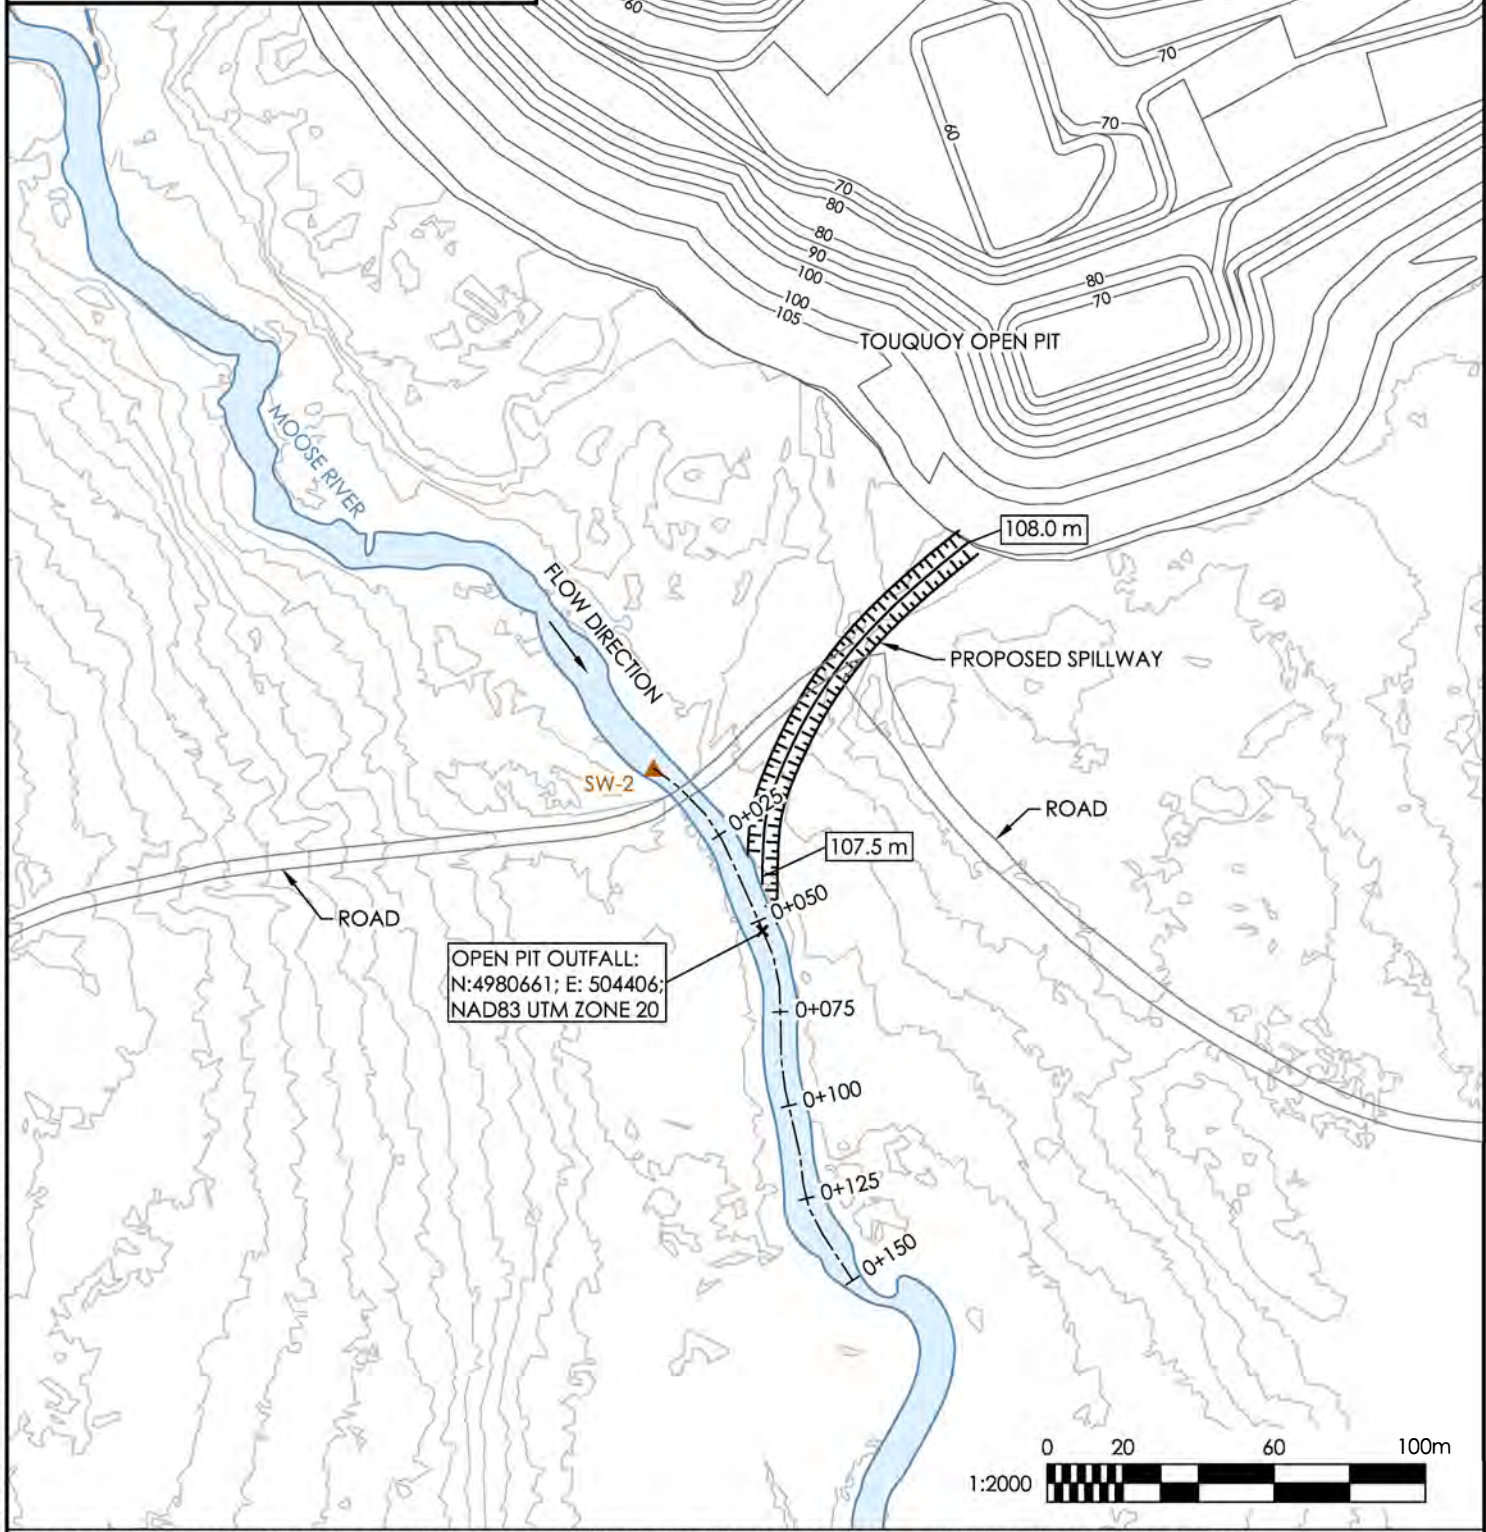 60
70
70
60
70
80
80
90
100
100
105
80
70
TOUQUOY OPEN PIT
MOOSE RIVER
108.0 m
FLOW DIRECTION
PROPOSED SPILLWAY
SW-2
0+025
ROAD
107.5 m
ROAD
0+050
OPEN PIT OUTFALL:
N:4980661; E: 504406;
NAD83 UTM ZONE 20
0+075
0+100
0+125
0+150
0 20 60 100m
1:2000